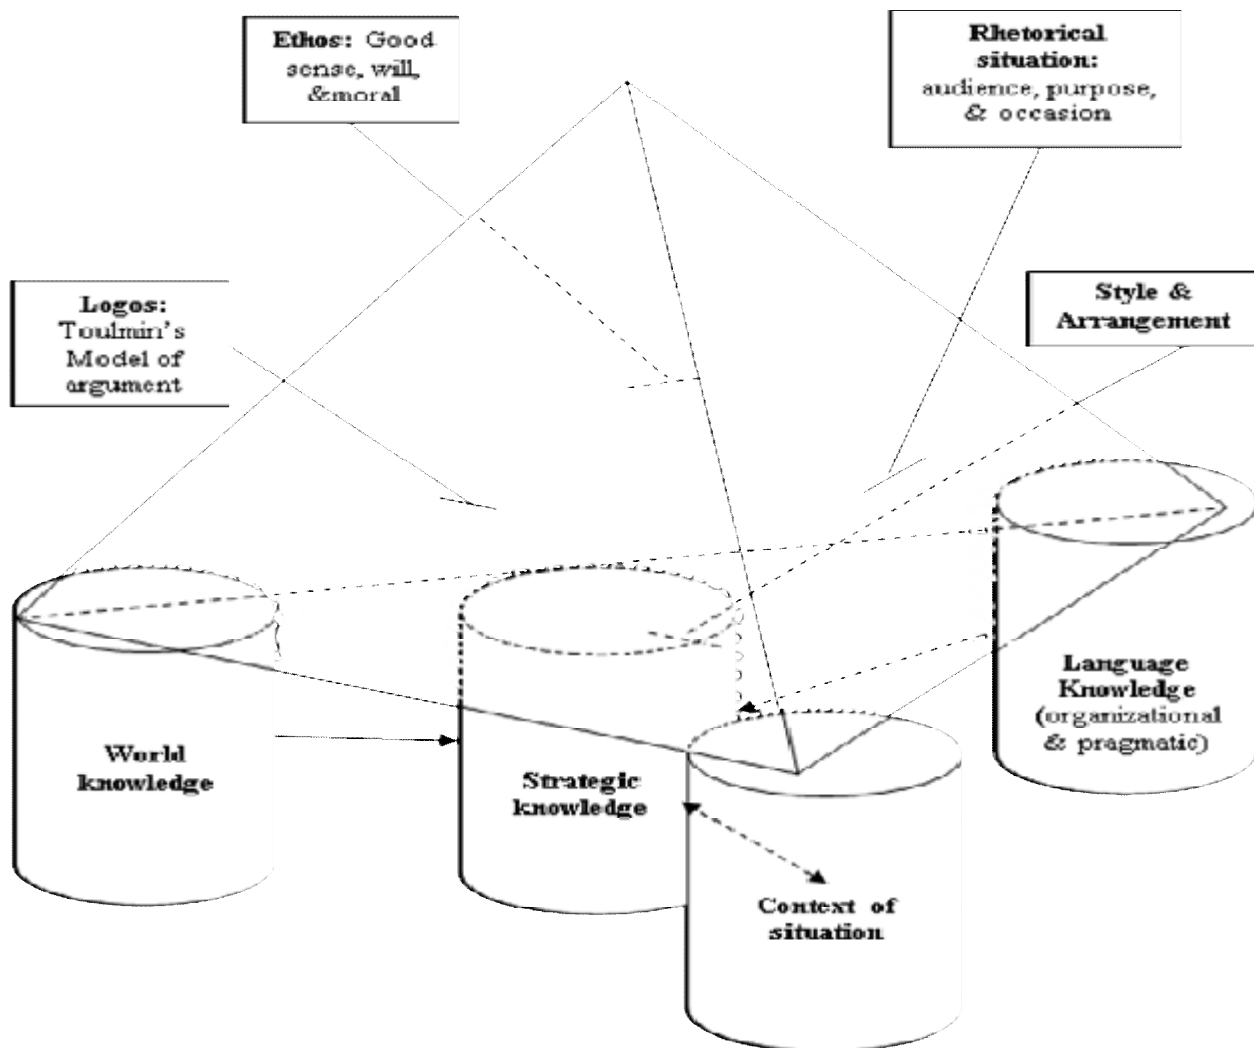 Ethos: Good
sense, will,
&moral
Rhetorical
situation:
audience, purpose,
& occasion
Logos:
Toulmin's
Model of
argument
Style &
Arrangement
World
knowledge
Strategic
knowledge
Language
Knowledge
(organizational
& pragmatic)
Context of
situation